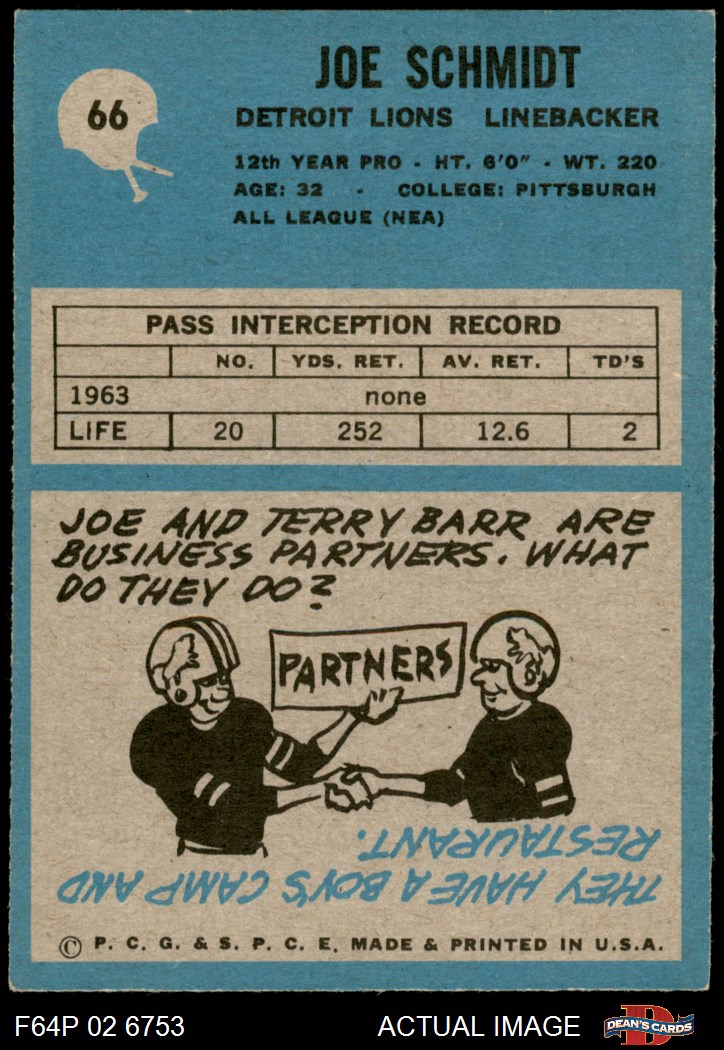 66
JOE SCHMIDT
DETROIT LIONS LINEBACKER
12th YEAR PRO - HT. 6'0" - WT. 220
AGE: 32 - COLLEGE: PITTSBURGH
ALL LEAGUE (NEA)
PASS INTERCEPTION RECORD
NO. YDS. RET. AV. RET. TD'S
1963 none
LIFE 20 252 12.6 2
JOE AND TERRY BARR ARE
BUSINESS PARTNERS. WHAT
DO THEY DO?
PARTNERS
THEY HAVE A BOY'S CAMP AND
RESTAURANT.
© P. C. G. & S. P. C. E. MADE & PRINTED IN U.S.A.
F64P 02 6753 ACTUAL IMAGE
D
DEAN'S CARDS